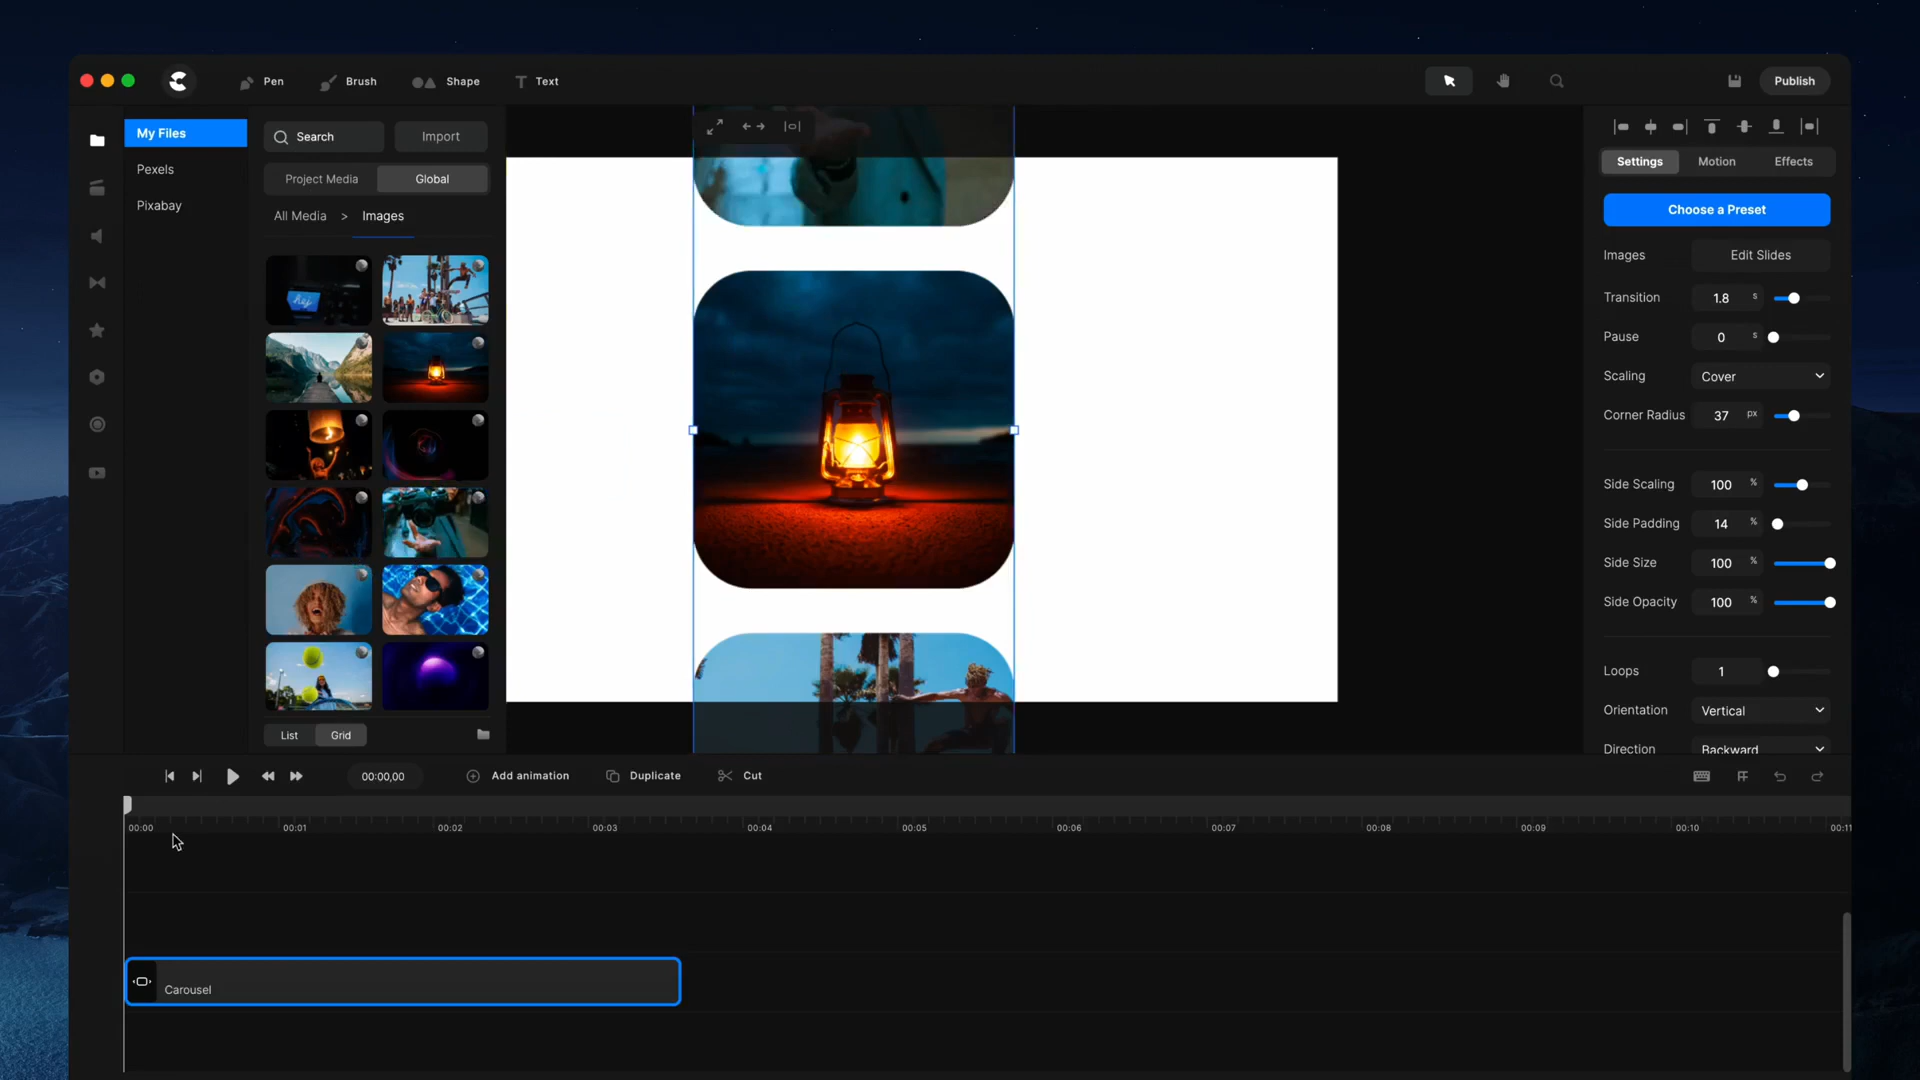 Pen
Brush
Shape
Text
Publish
My Files
Pexels
Pixabay
Search
Import
Project Media
Global
All Media > Images
hej
List
Grid
Settings
Motion
Effects
Choose a Preset
Images
Edit Slides
Transition
1.8 s
Pause
0 s
Scaling
Cover
Corner Radius
37 px
Side Scaling
100 %
Side Padding
14 %
Side Size
100 %
Side Opacity
100 %
Loops
1
Orientation
Vertical
Direction
Backward
00:00,00
Add animation
Duplicate
Cut
00:00
00:01
00:02
00:03
00:04
00:05
00:06
00:07
00:08
00:09
00:10
00:11
Carousel